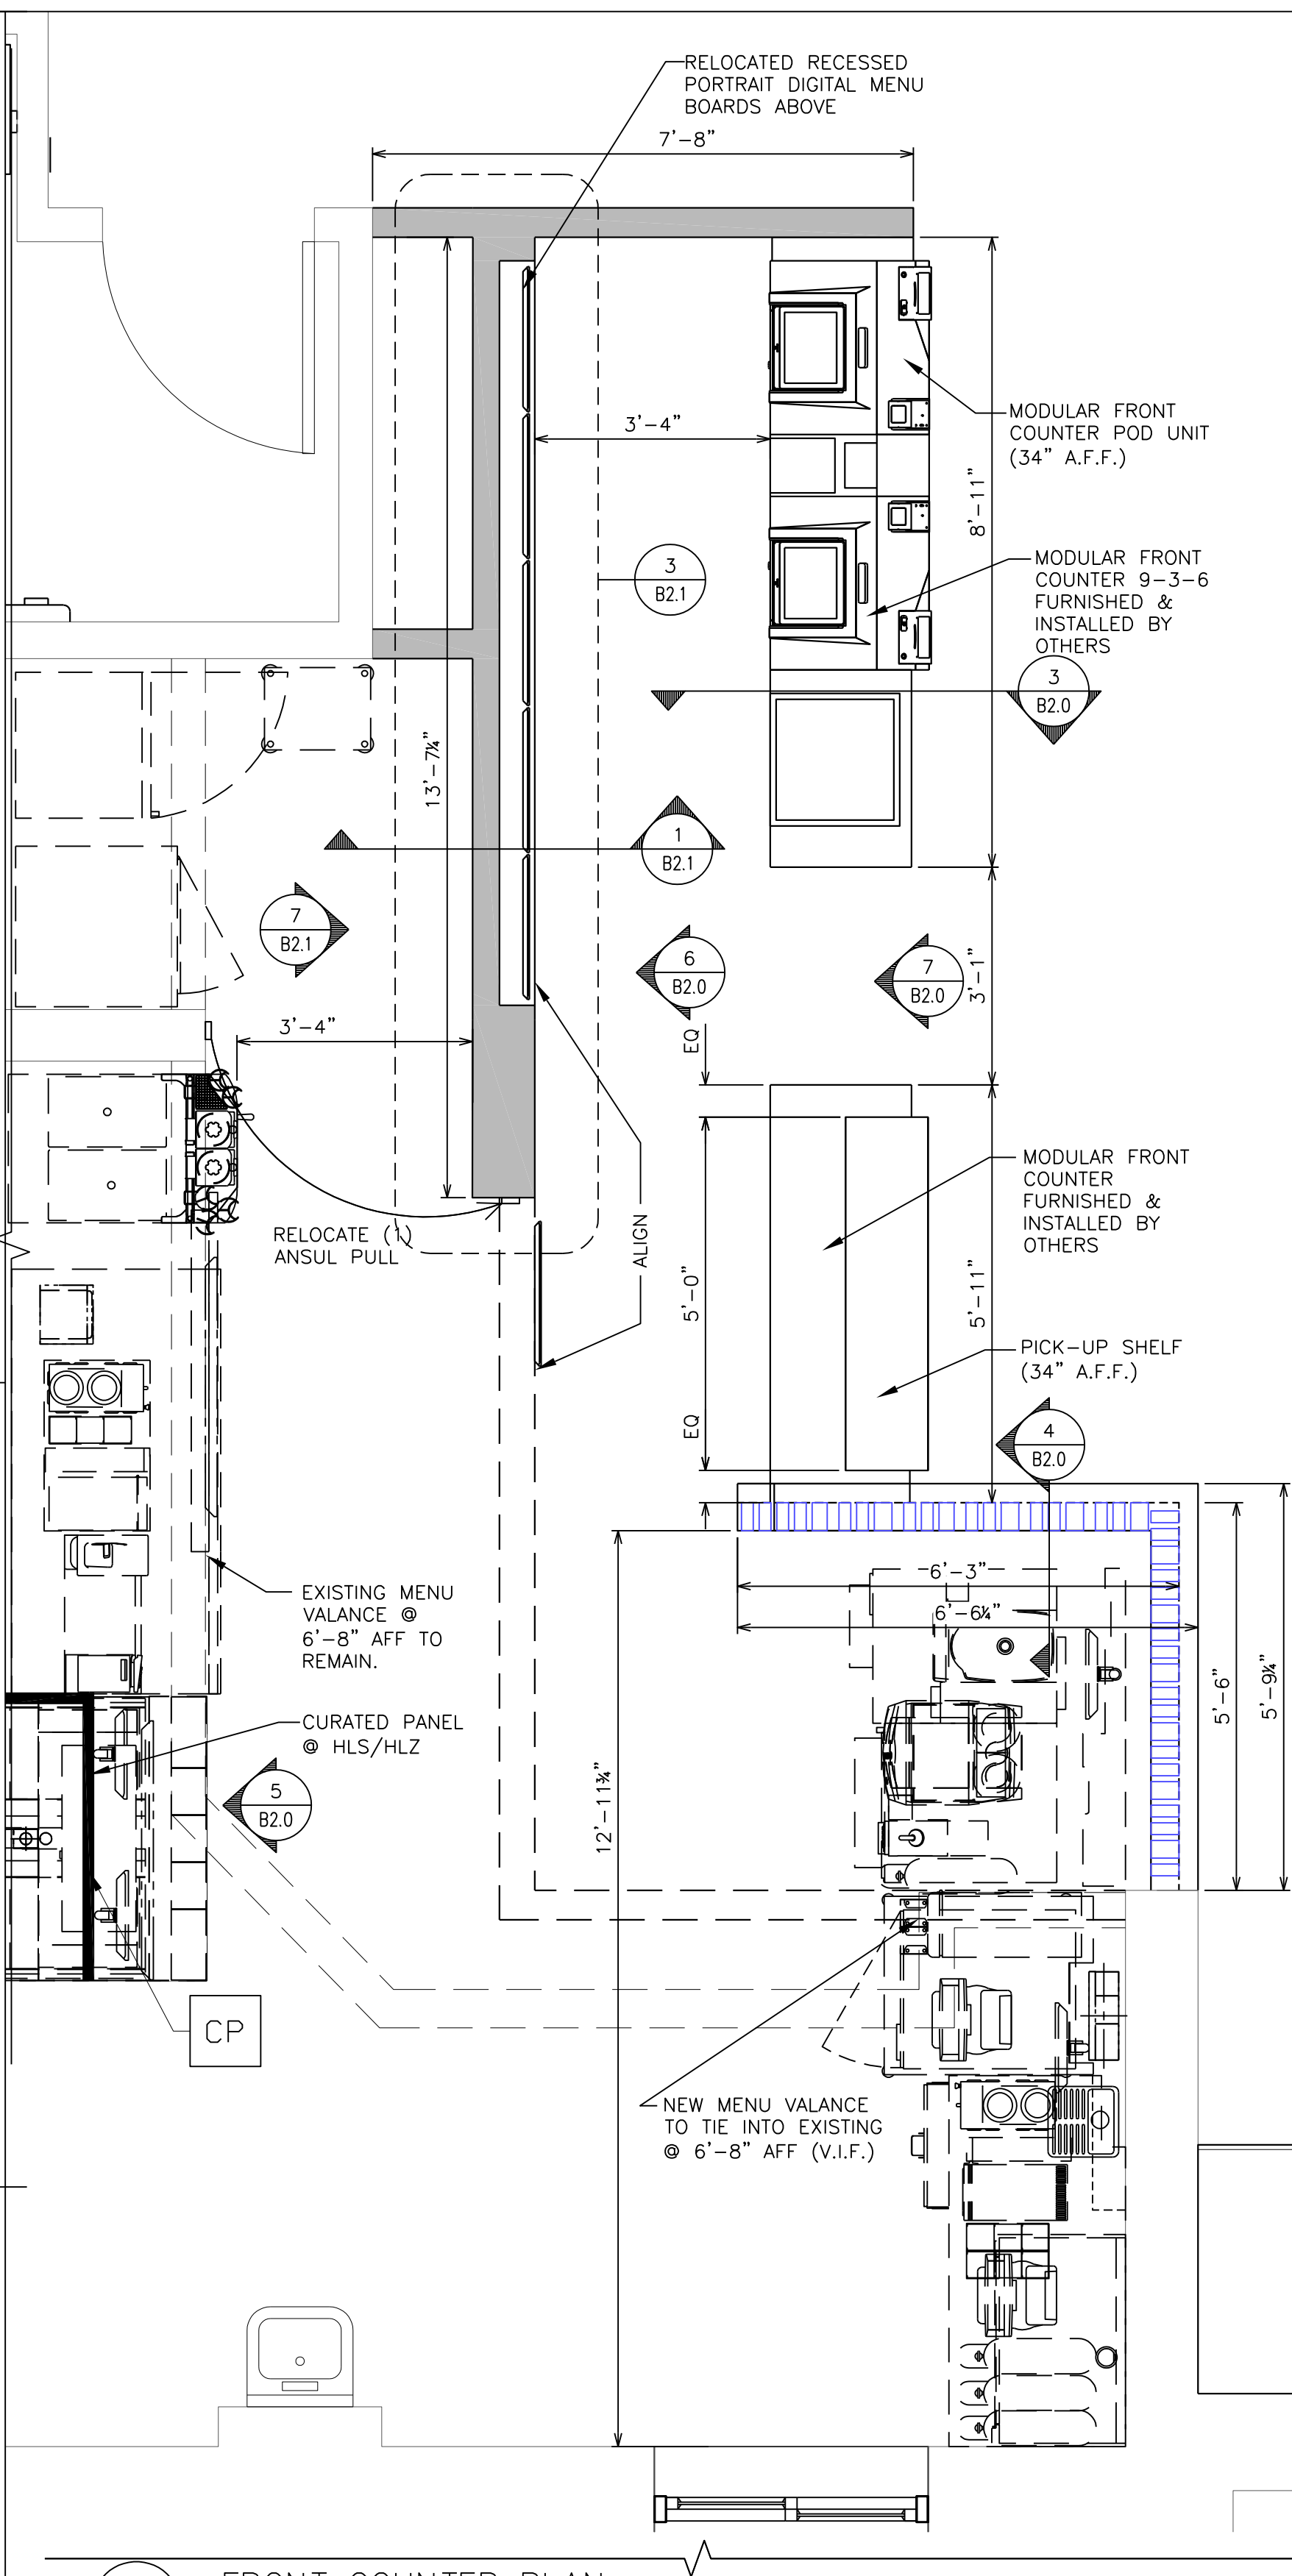 RELOCATED RECESSED
PORTRAIT DIGITAL MENU
BOARDS ABOVE
7'-8"
3'-4"
MODULAR FRONT
COUNTER POD UNIT
(34" A.F.F.)
8'-11"
3
B2.1
MODULAR FRONT
COUNTER 9-3-6
FURNISHED &
INSTALLED BY
OTHERS
3
B2.0
13'-7¼"
1
B2.1
7
B2.1
6
B2.0
7
B2.0
3'-1"
3'-4"
EQ
RELOCATE (1)
ANSUL PULL
ALIGN
MODULAR FRONT
COUNTER
FURNISHED &
INSTALLED BY
OTHERS
5'-0"
5'-11"
PICK-UP SHELF
(34" A.F.F.)
EQ
4
B2.0
EXISTING MENU
VALANCE @
6'-8" AFF TO
REMAIN.
6'-3"
6'-6¼"
5'-6"
5'-9¼"
CURATED PANEL
@ HLS/HLZ
5
B2.0
12'-11¾"
CP
NEW MENU VALANCE
TO TIE INTO EXISTING
@ 6'-8" AFF (V.I.F.)
FRONT COUNTER PLAN